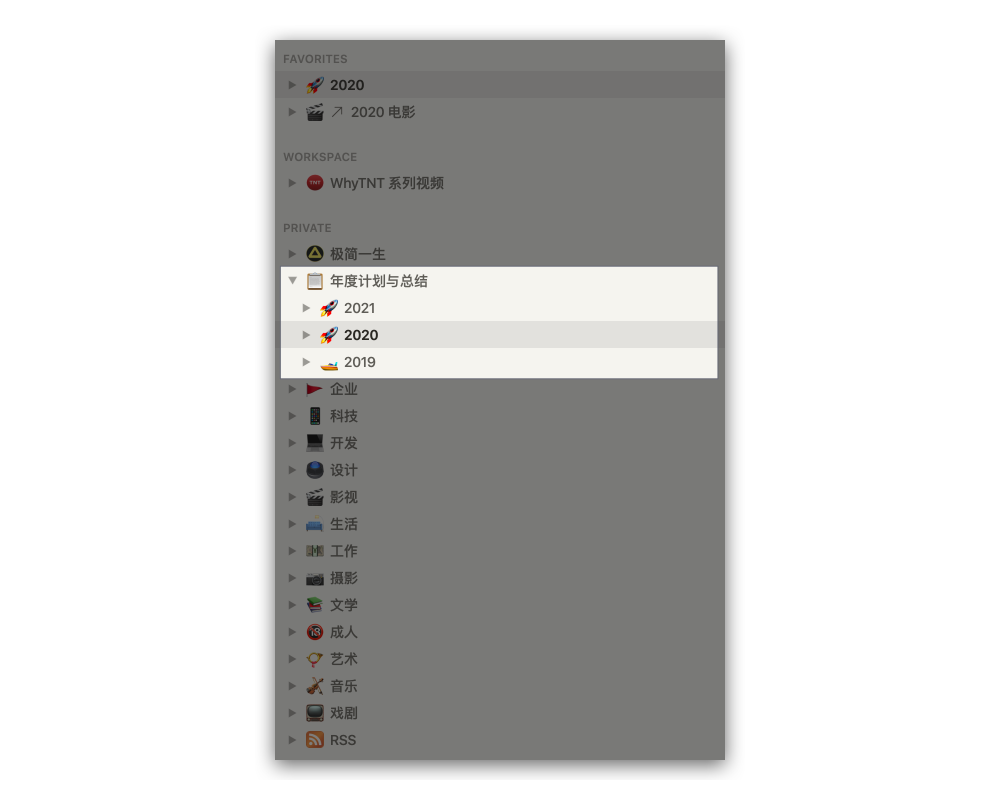 FAVORITES
2020
2020 电影
WORKSPACE
TNT WhyTNT 系列视频
PRIVATE
极简一生
年度计划与总结
2021
2020
2019
企业
科技
开发
设计
影视
生活
工作
摄影
文学
18 成人
艺术
音乐
戏剧
RSS